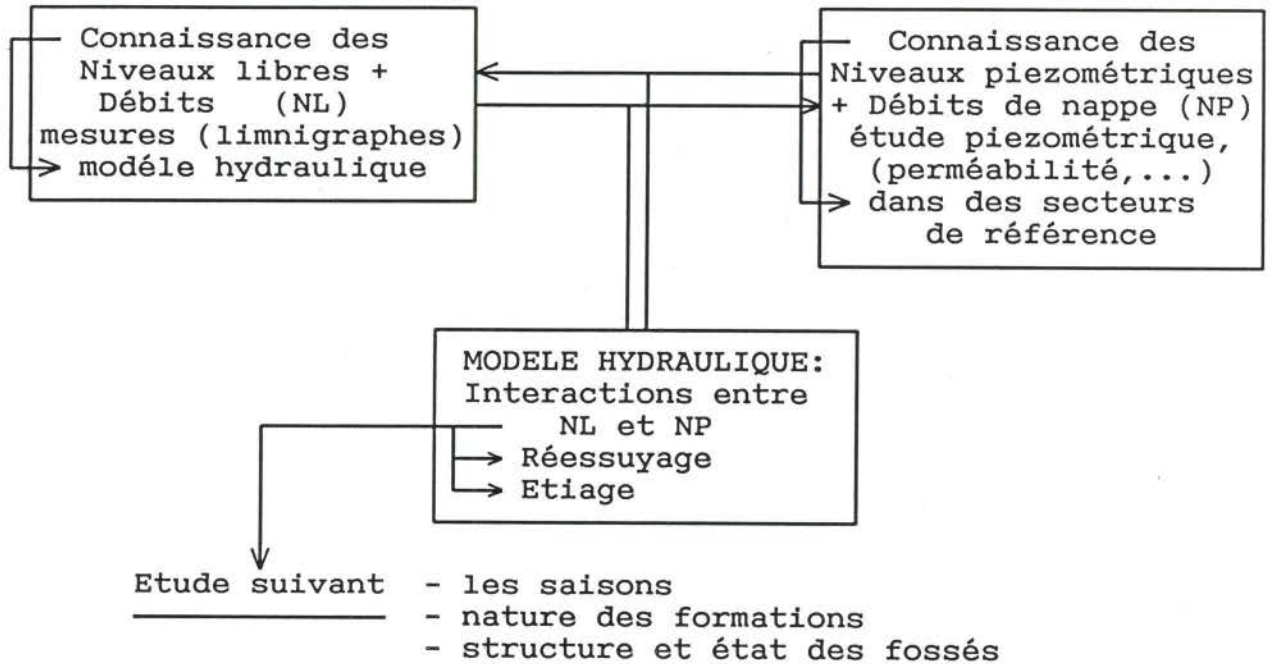 Connaissance des
Niveaux libres +
Débits (NL)
mesures (limnigraphes)
modéle hydraulique
Connaissance des
Niveaux piezométriques
+ Débits de nappe (NP)
étude piezométrique,
(perméabilité,...)
dans des secteurs
de référence
MODELE HYDRAULIQUE:
Interactions entre
NL et NP
Réessuyage
Etiage
Etude suivant - les saisons
- nature des formations
- structure et état des fossés